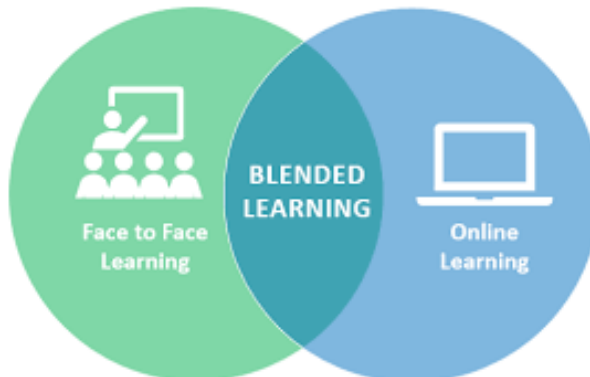 Face to Face
Learning
BLENDED
LEARNING
Online
Learning